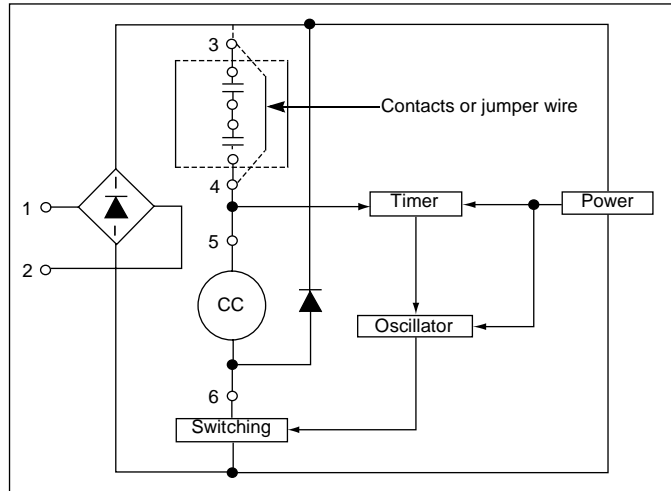 3
Contacts or jumper wire
4
1
Timer
Power
5
2
CC
Oscillator
6
Switching